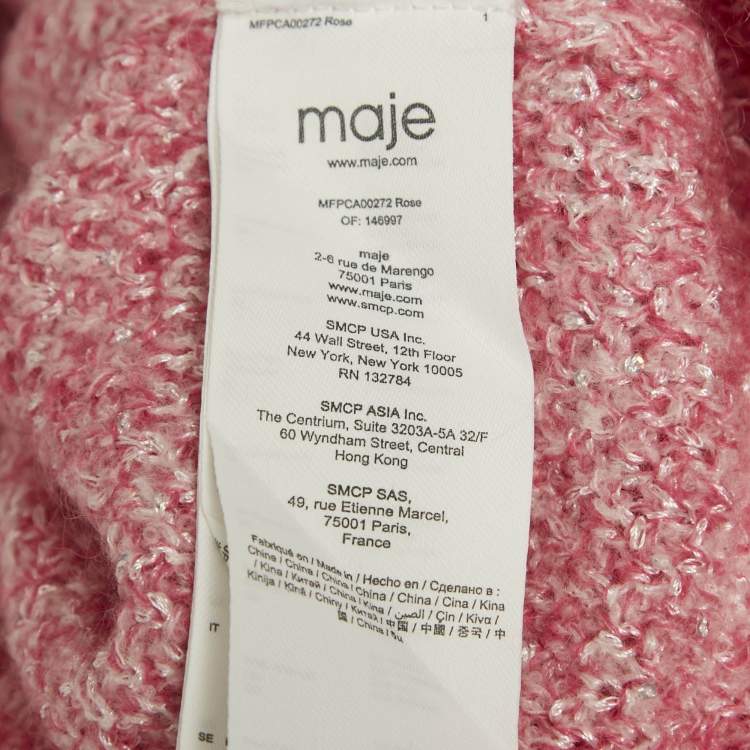 MFPCA00272 Rose 1
maje
www.maje.com
MFPCA00272 Rose
OF: 146997
maje
2-6 rue de Marengo
75001 Paris
www.maje.com
www.smcp.com
SMCP USA Inc.
44 Wall Street, 12th Floor
New York, New York 10005
RN 132784
SMCP ASIA Inc.
The Centrium, Suite 3203A-5A 32/F
60 Wyndham Street, Central
Hong Kong
SMCP SAS,
49, rue Etienne Marcel,
75001 Paris,
France
Fabriqué en / Made in / Hecho en / Сделано в :
China / China / China / China / China / Cina / Kina
/ Kina / Китай / China / Kina / الصين / Çin / Κίνα /
Kinija / Ķīnā / Chiny / Китай / 中国 / 中國 / 중국 / 中
國 / China /
IT
SE